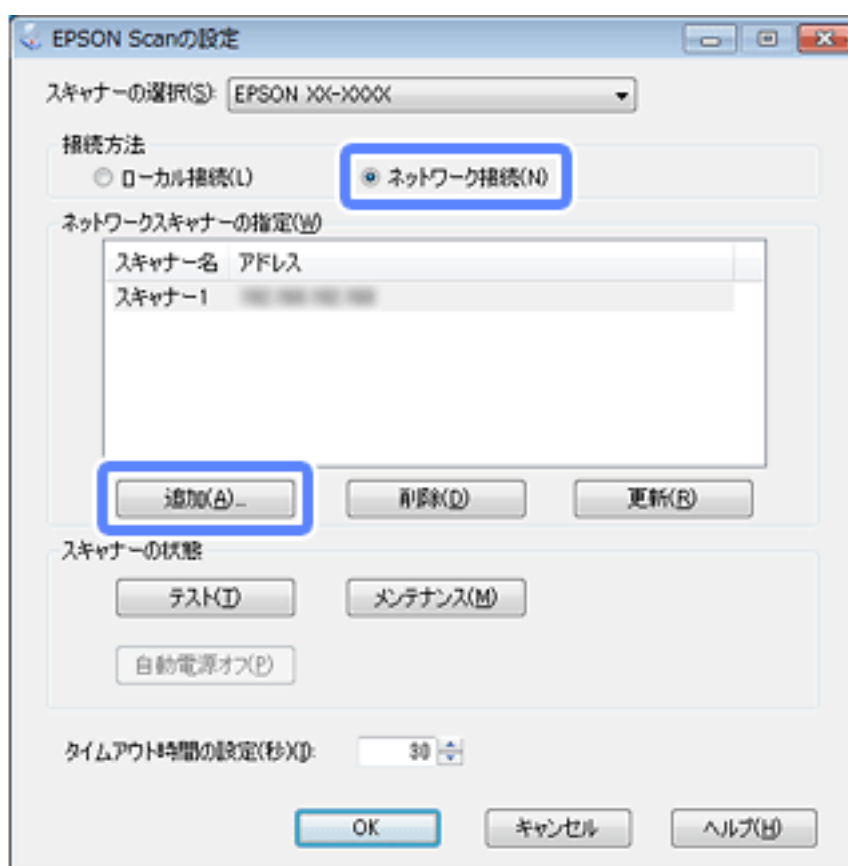 EPSON Scanの設定
スキャナーの選択(S): EPSON XX-XXXX
接続方法
ローカル接続(L) ネットワーク接続(N)
ネットワークスキャナーの指定(W)
スキャナー名 アドレス
スキャナー1
追加(A)... 削除(D) 更新(R)
スキャナーの状態
テスト(T) メンテナンス(M)
自動電源オフ(P)
タイムアウト時間の設定(秒)(I): 30
OK キャンセル ヘルプ(H)